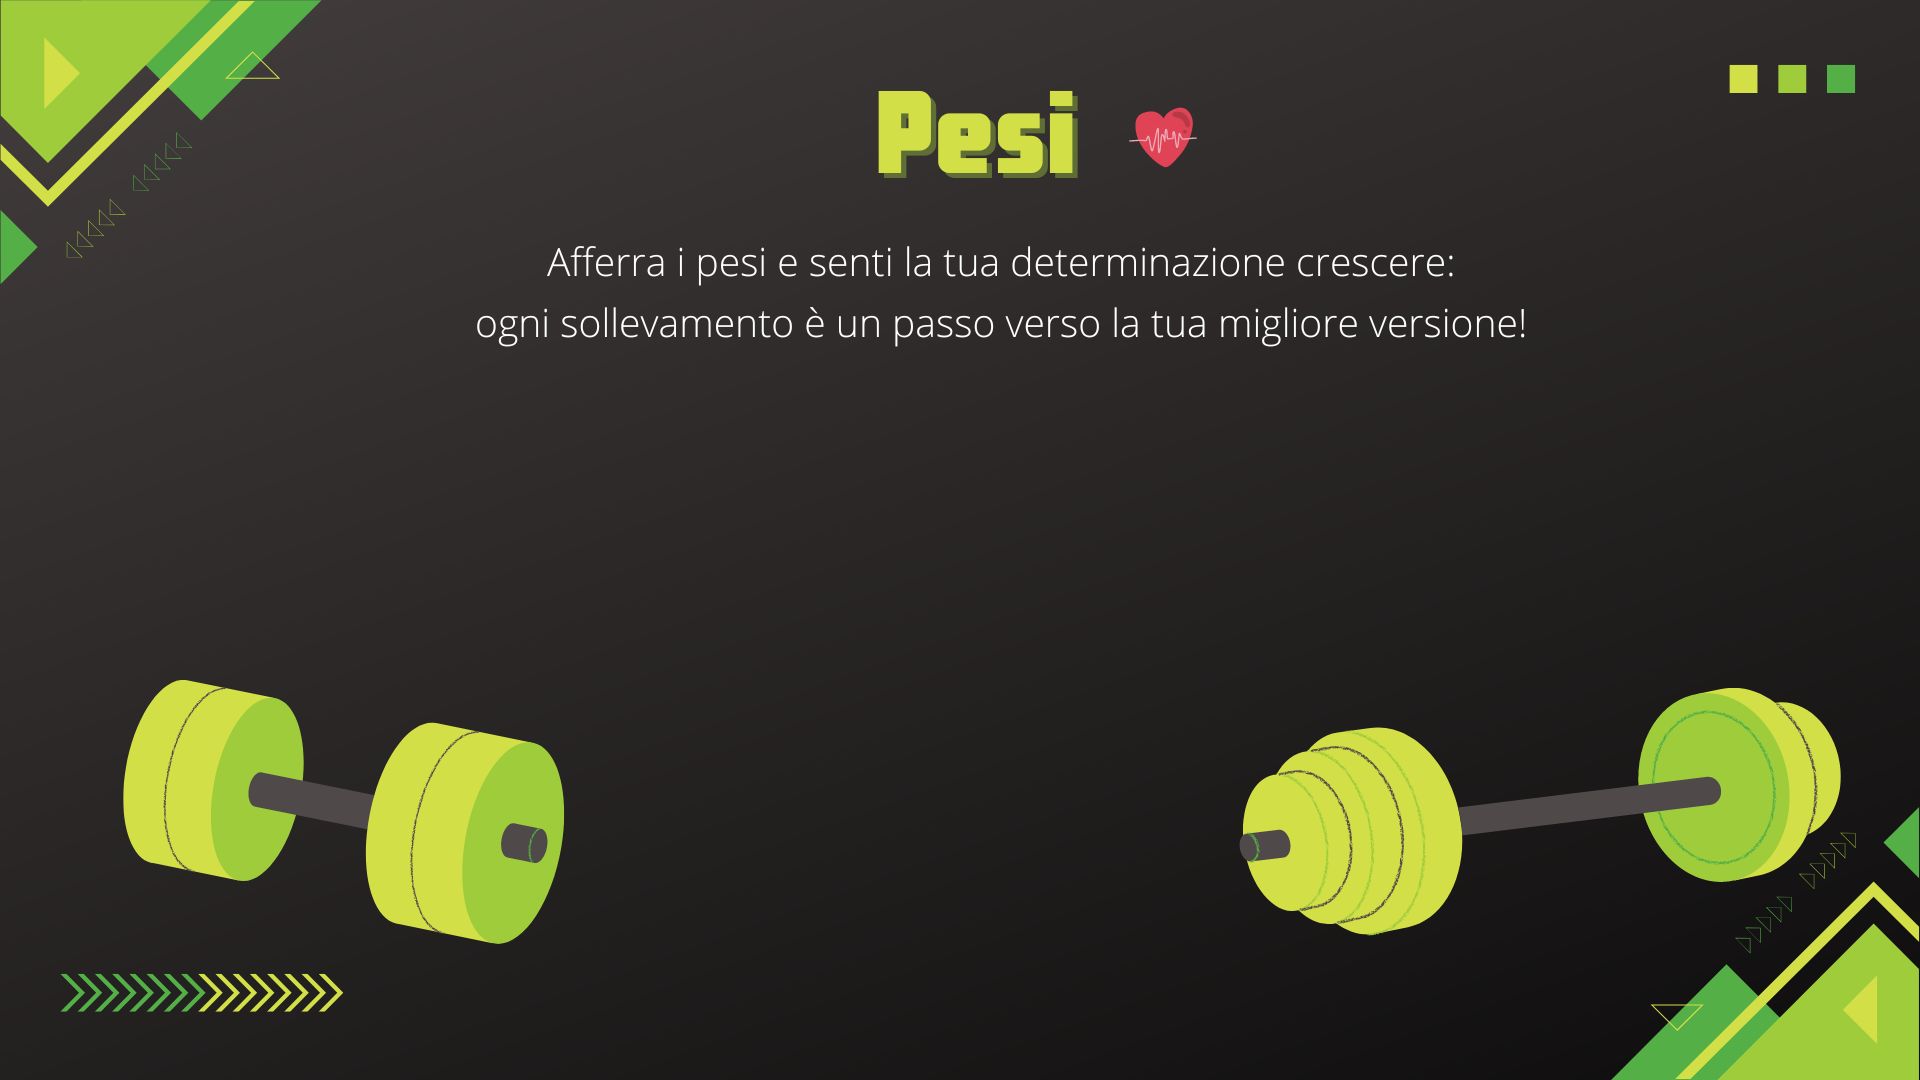 Pesi
Afferra i pesi e senti la tua determinazione crescere:
ogni sollevamento è un passo verso la tua migliore versione!